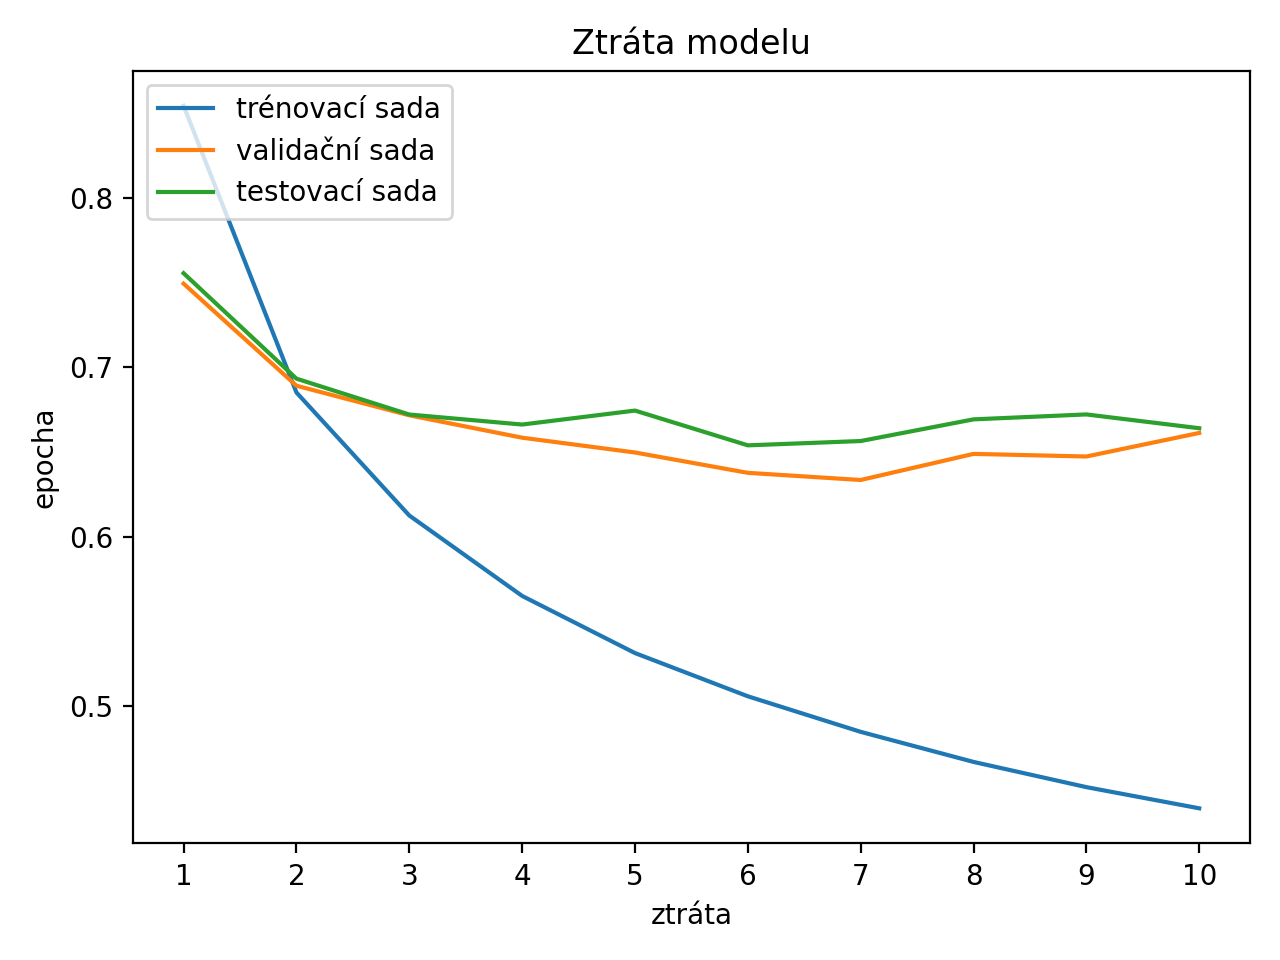 Ztráta modelu
trénovací sada
validační sada
testovací sada
0.8
0.7
0.6
0.5
epocha
1 2 3 4 5 6 7 8 9 10
ztráta